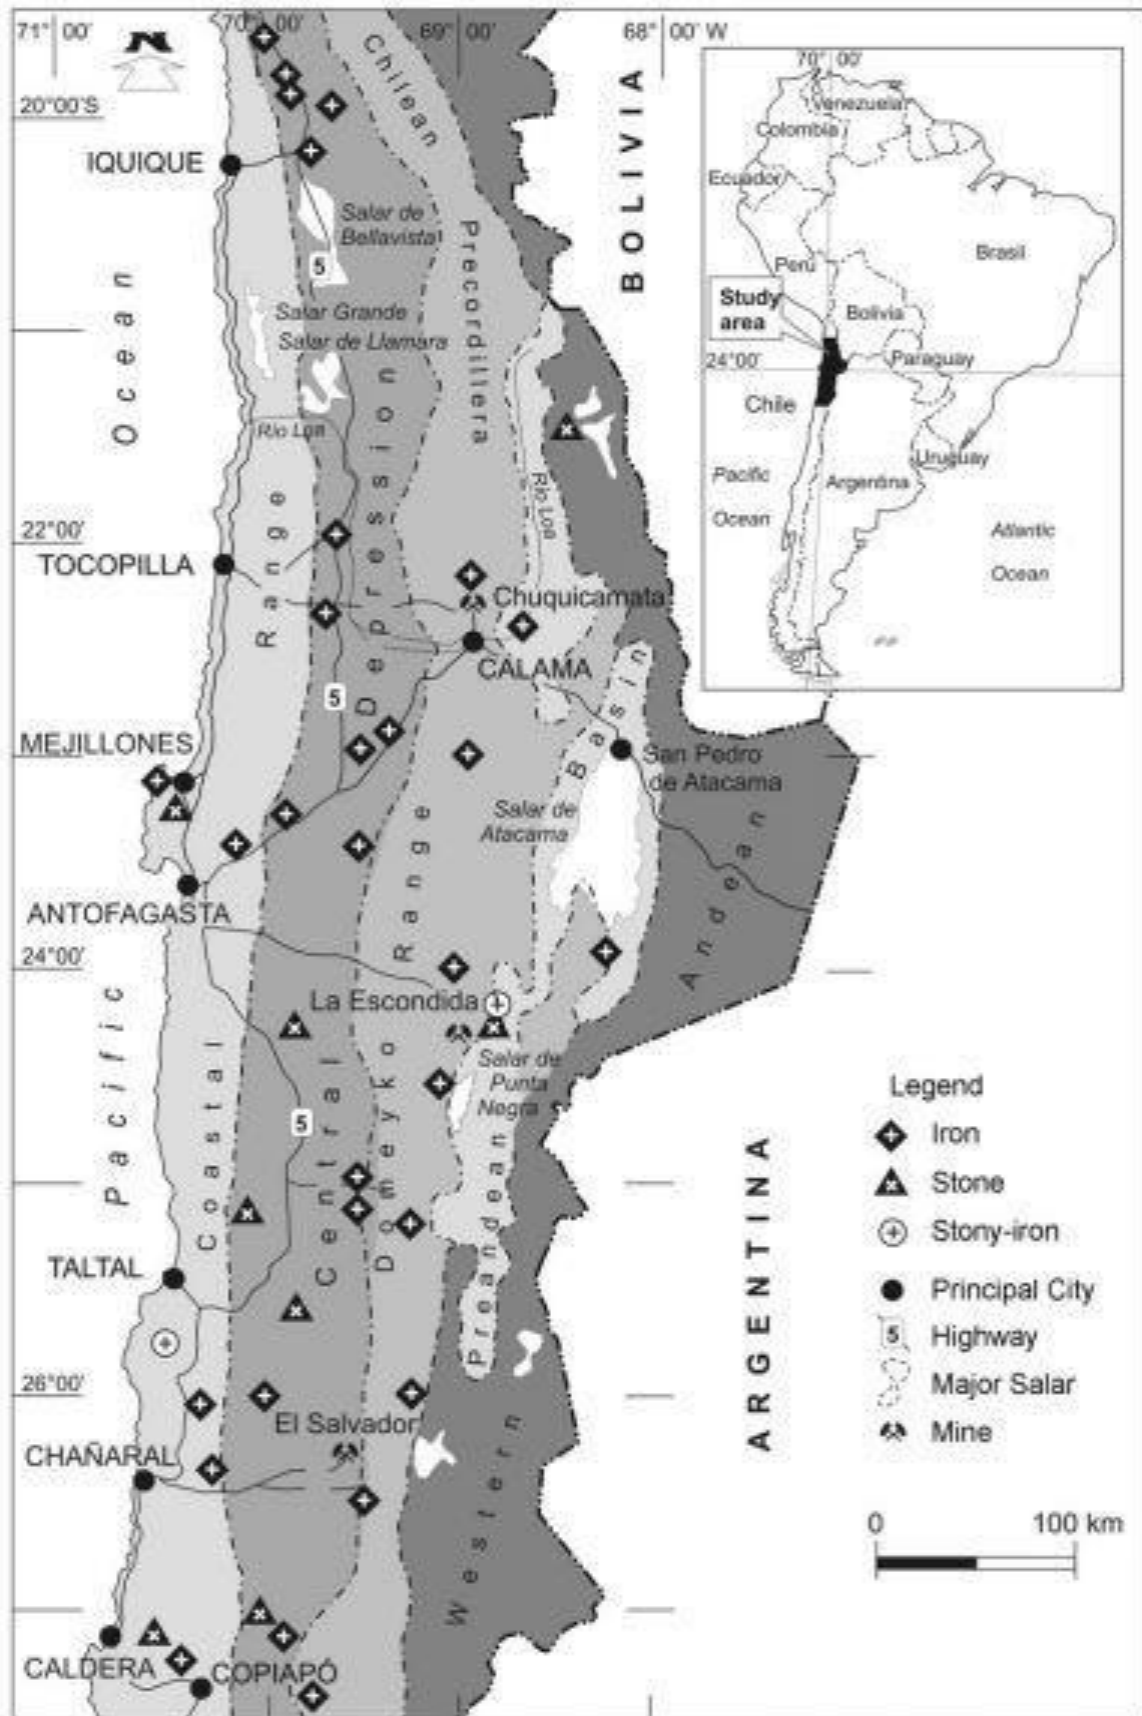 71° 00'
70° 00'
69° 00'
68° 00' W
N
20°00'S
IQUIQUE
Chilean
Precordillera
BOLIVIA
Salar de
Bellavista
5
Salar Grande
Salar de Llamara
Río Loa
Río Loa
22°00'
TOCOPILLA
Chuquicamata
CALAMA
5
MEJILLONES
San Pedro
de Atacama
Salar de
Atacama
Basin
ANTOFAGASTA
24°00'
La Escondida
Salar de
Punta
Negra
5
Pacific Ocean
Coastal Range
Central Depression
Domeyko Range
Preandean
Western Andean
TALTAL
26°00'
El Salvador
CHAÑARAL
CALDERA
COPIAPÓ
ARGENTINA
70° 00'
Venezuela
Colombia
Ecuador
Perú
Brasil
Study
area
Bolivia
24°00'
Paraguay
Chile
Uruguay
Argentina
Pacific
Ocean
Atlantic
Ocean
Legend
Iron
Stone
Stony-iron
Principal City
5 Highway
Major Salar
Mine
0 100 km